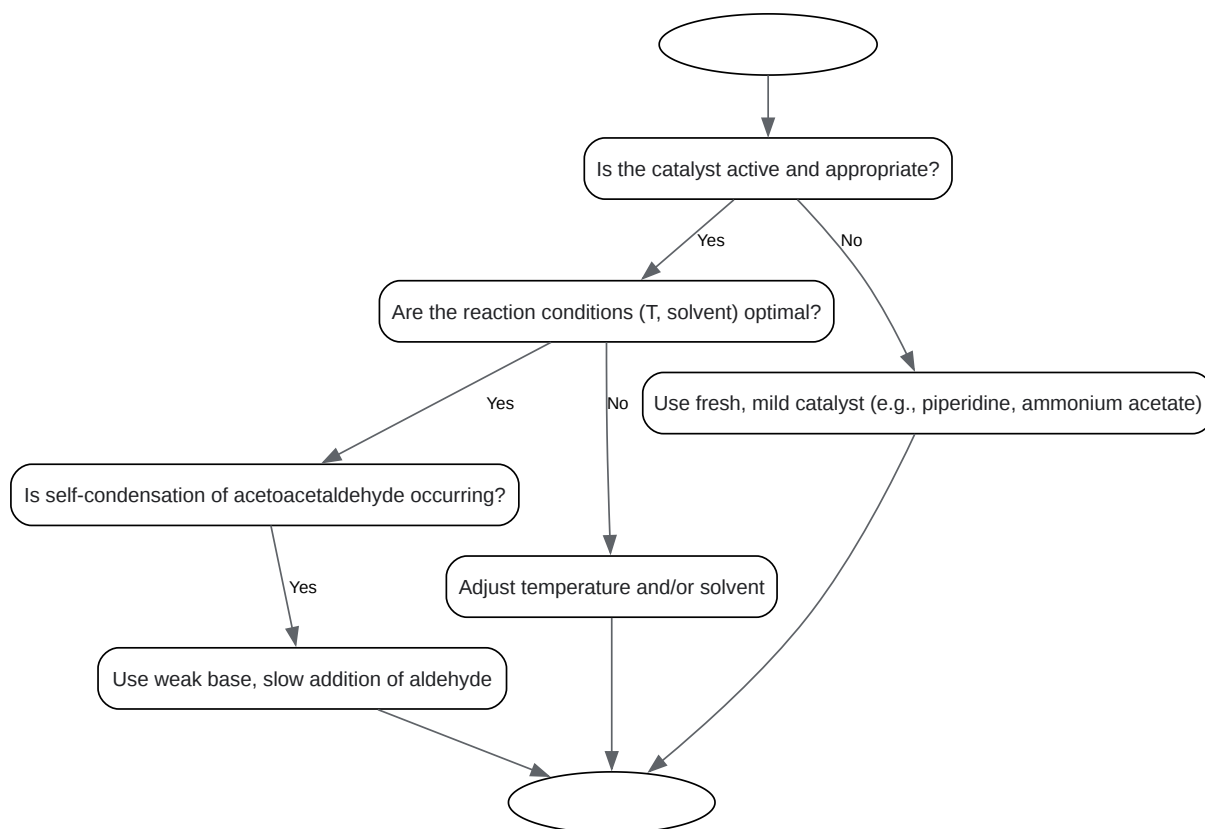 Is the catalyst active and appropriate?
Yes
No
Are the reaction conditions (T, solvent) optimal?
Use fresh, mild catalyst (e.g., piperidine, ammonium acetate)
Yes
No
Is self-condensation of acetoacetaldehyde occurring?
Adjust temperature and/or solvent
Yes
Use weak base, slow addition of aldehyde